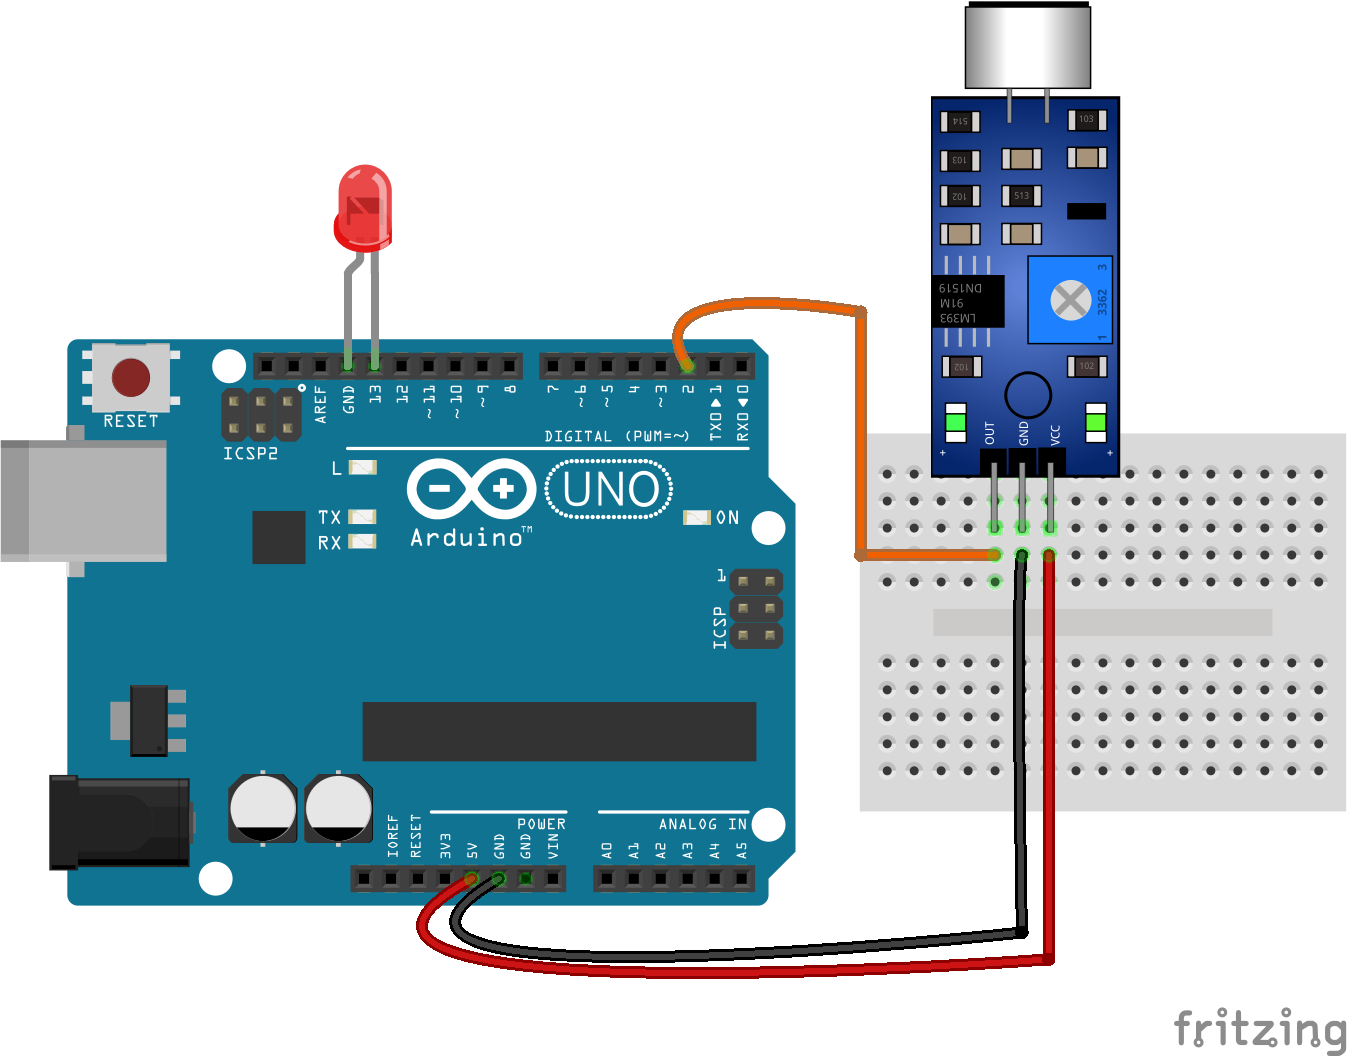 514
103
103
102
513
LM393
91M
DN1519
3
3362
1
102
102
OUT
GND
VCC
+
+
RESET
ICSP2
AREF
GND
13
12
~11
~10
~9
8
7
~6
~5
4
~3
2
TX0▶1
RX0◀0
DIGITAL (PWM=~)
L
TX
RX
Arduino™
UNO
ON
1
ICSP
IOREF
RESET
3V3
5V
GND
GND
VIN
POWER
ANALOG IN
A0
A1
A2
A3
A4
A5
fritzing